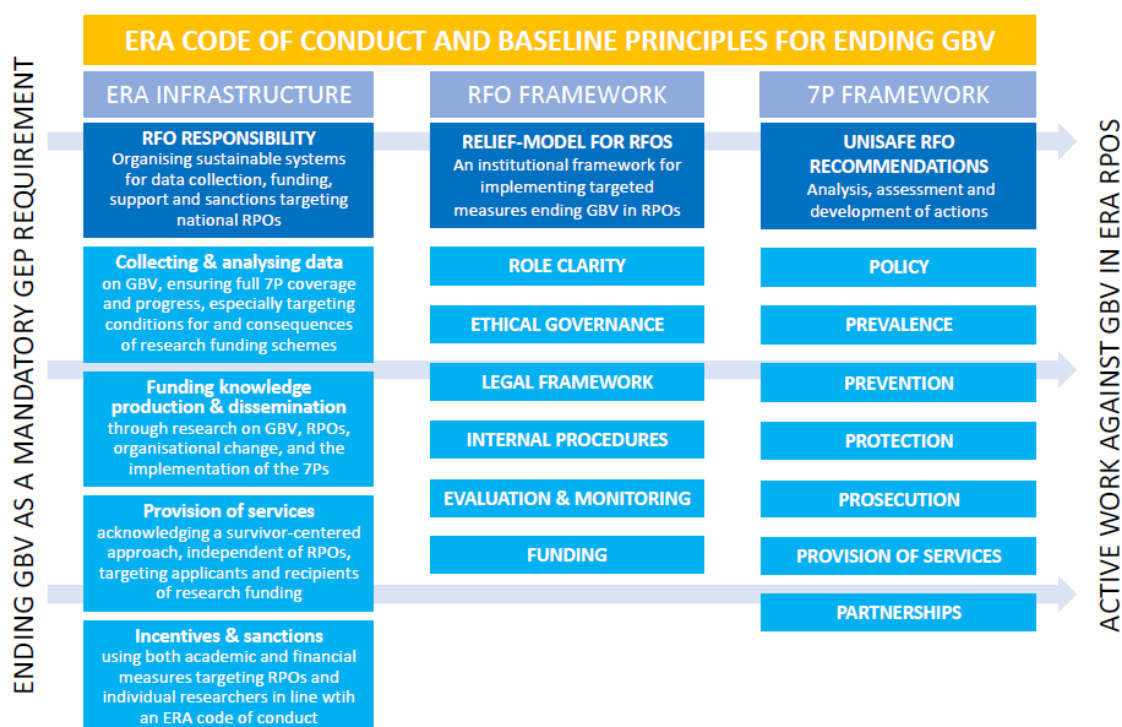 ERA CODE OF CONDUCT AND BASELINE PRINCIPLES FOR ENDING GBV
ENDING GBV AS A MANDATORY GEP REQUIREMENT
ERA INFRASTRUCTURE
RFO RESPONSIBILITY
Organising sustainable systems
for data collection, funding,
support and sanctions targeting
national RPOs
Collecting & analysing data
on GBV, ensuring full 7P coverage
and progress, especially targeting
conditions for and consequences
of research funding schemes
Funding knowledge
production & dissemination
through research on GBV, RPOs,
organisational change, and the
implementation of the 7Ps
Provision of services
acknowledging a survivor-centered
approach, independent of RPOs,
targeting applicants and recipients
of research funding
Incentives & sanctions
using both academic and financial
measures targeting RPOs and
individual researchers in line wtih
an ERA code of conduct
RFO FRAMEWORK
RELIEF-MODEL FOR RFOS
An institutional framework for
implementing targeted
measures ending GBV in RPOs
ROLE CLARITY
ETHICAL GOVERNANCE
LEGAL FRAMEWORK
INTERNAL PROCEDURES
EVALUATION & MONITORING
FUNDING
7P FRAMEWORK
UNISAFE RFO
RECOMMENDATIONS
Analysis, assessment and
development of actions
POLICY
PREVALENCE
PREVENTION
PROTECTION
PROSECUTION
PROVISION OF SERVICES
PARTNERSHIPS
ACTIVE WORK AGAINST GBV IN ERA RPOS